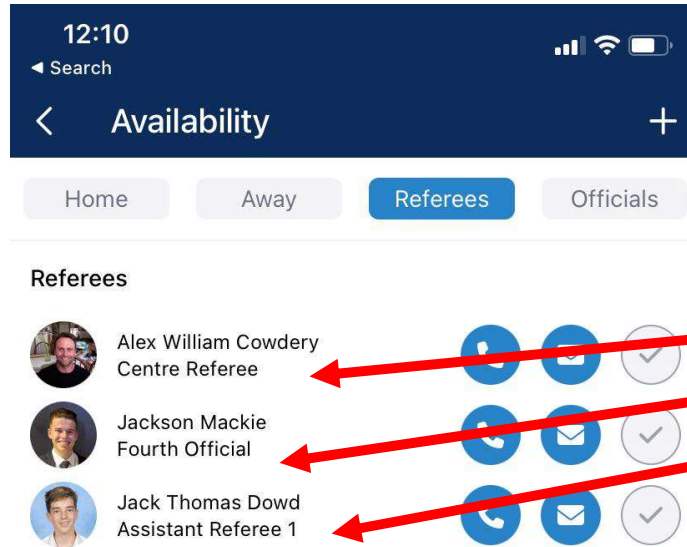 12:10
◀ Search
Availability
Home Away Referees Officials
Referees
Alex William Cowdery
Centre Referee
Jackson Mackie
Fourth Official
Jack Thomas Dowd
Assistant Referee 1